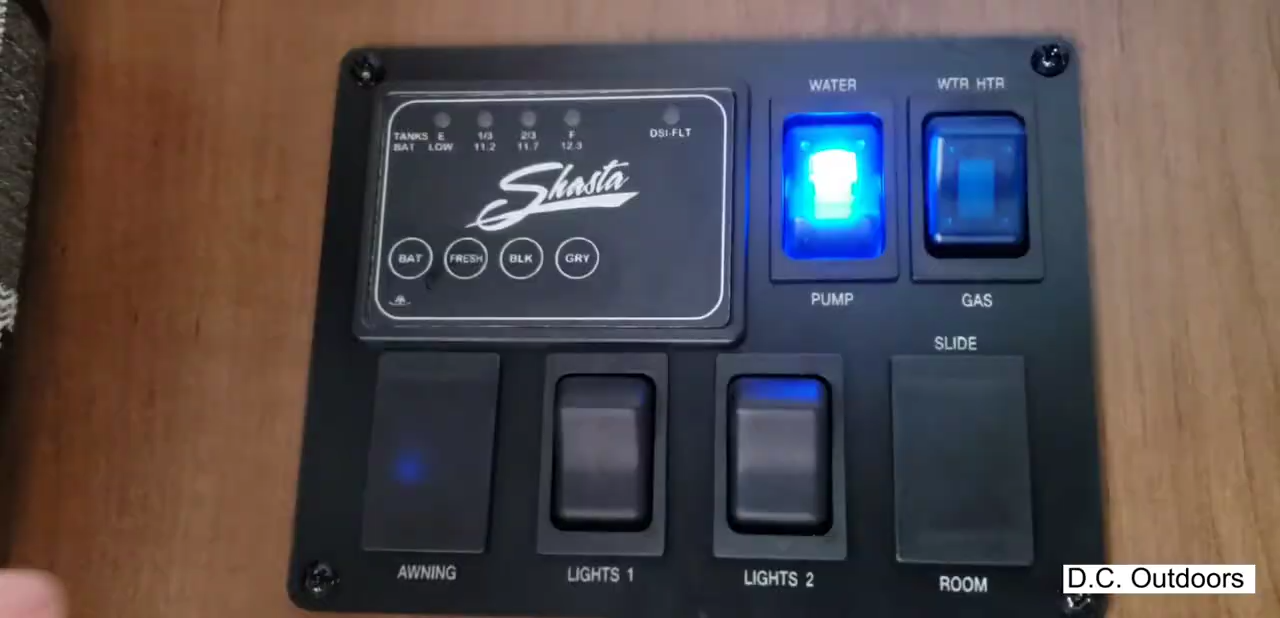 WATER
WTR HTR
TANKS E 1/3 2/3 F DSI-FLT
BAT LOW 11.2 11.7 12.3
Shasta
BAT FRESH BLK GRY
PUMP
GAS
SLIDE
AWNING
LIGHTS 1
LIGHTS 2
ROOM
D.C. Outdoors